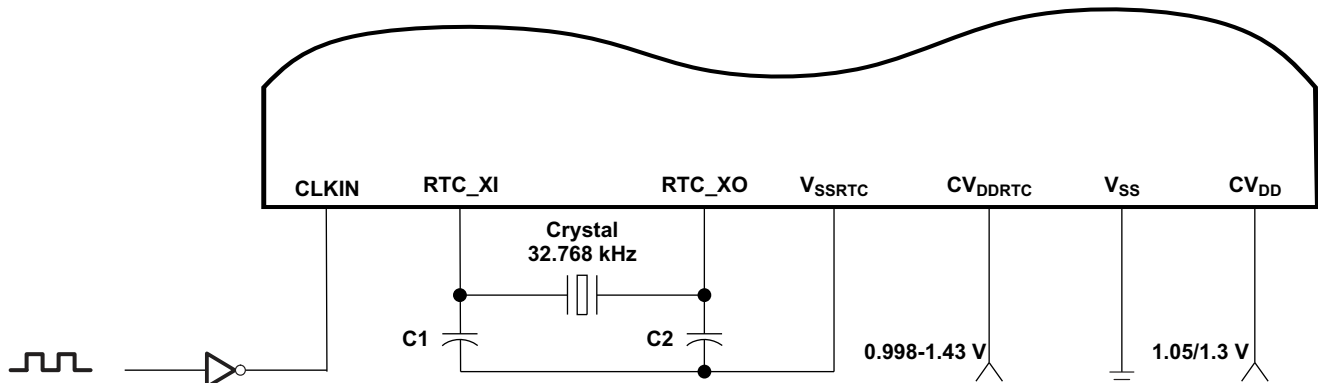 CLKIN
RTC_XI
RTC_XO
VSSRTC
CVDDRTC
VSS
CVDD
Crystal
32.768 kHz
C1
C2
0.998-1.43 V
1.05/1.3 V